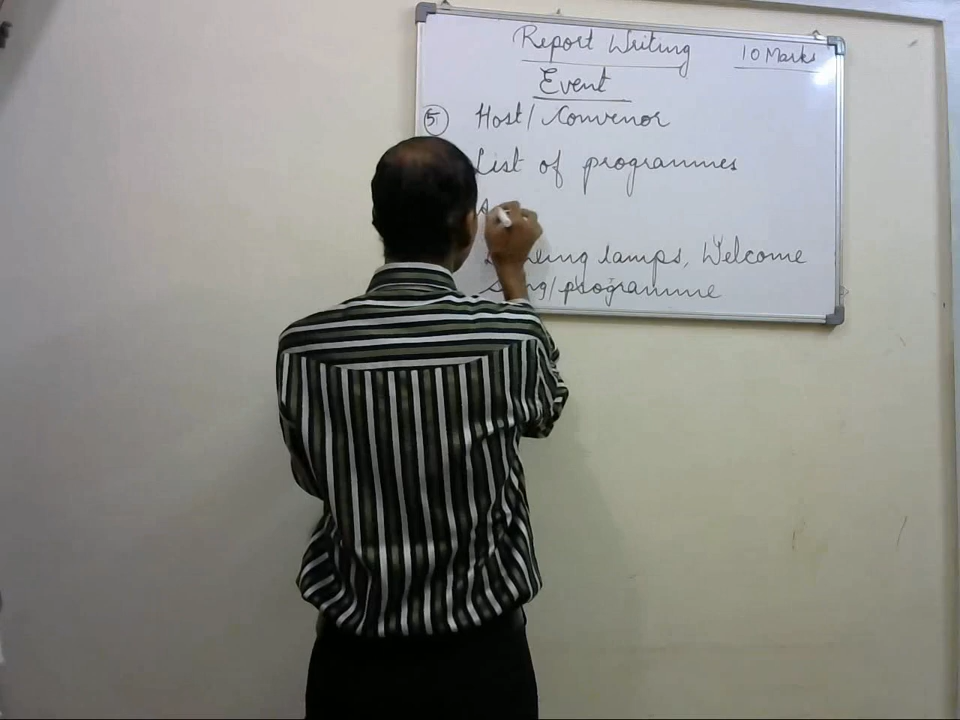 Report Writing 10 Marks
Event
5 Host/Convenor
List of programmes
lamps, Welcome
/programme